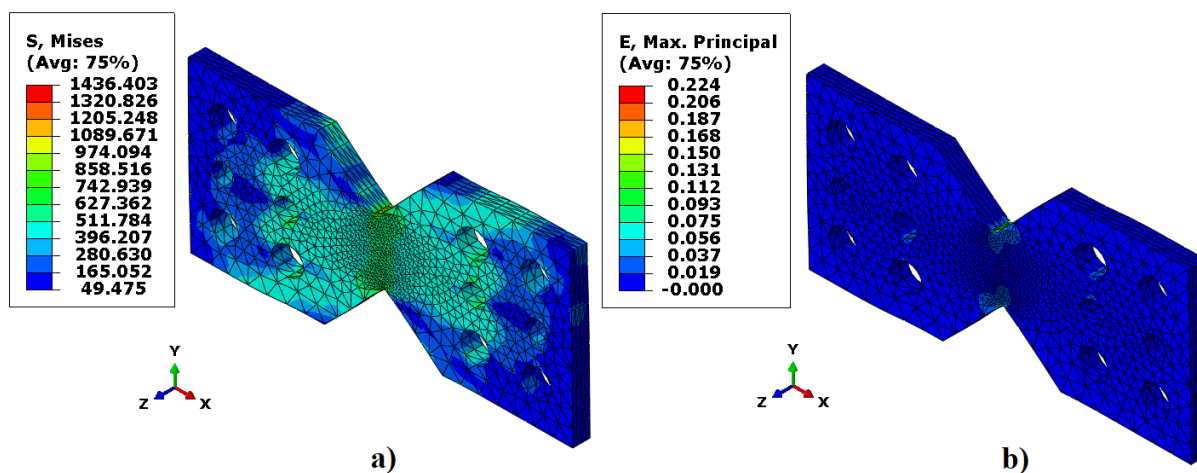 S, Mises
(Avg: 75%)
1436.403
1320.826
1205.248
1089.671
974.094
858.516
742.939
627.362
511.784
396.207
280.630
165.052
49.475
Y
Z
X
a)
E, Max. Principal
(Avg: 75%)
0.224
0.206
0.187
0.168
0.150
0.131
0.112
0.093
0.075
0.056
0.037
0.019
-0.000
Y
Z
X
b)